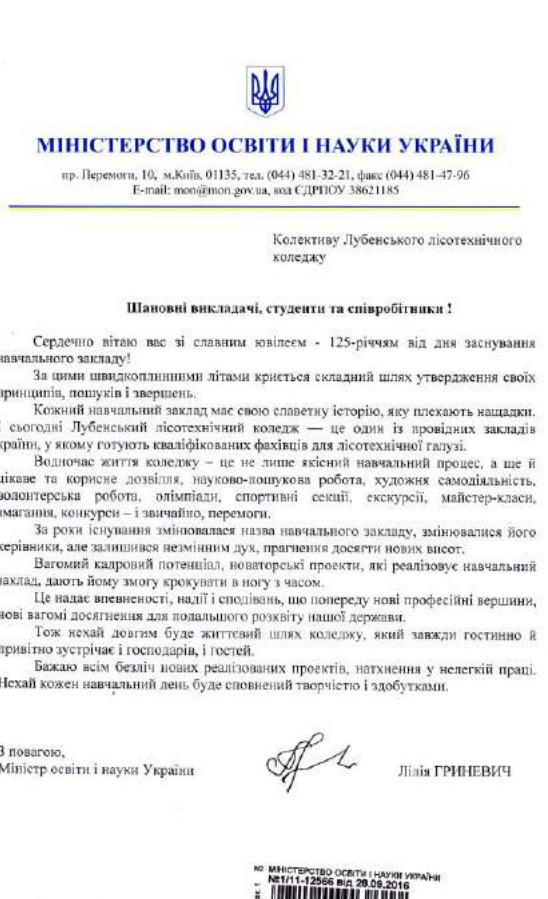 МІНІСТЕРСТВО ОСВІТИ І НАУКИ УКРАЇНИ
пр. Перемоги, 10, м.Київ, 01135, тел. (044) 481-32-21, факс (044) 481-47-96
E-mail: mon@mon.gov.ua, код ЄДРПОУ 38621185
Колективу Лубенського лісотехнічного
коледжу
Шановні викладачі, студенти та співробітники !
Сердечно вітаю вас зі славним ювілеєм - 125-річчям від дня заснування
навчального закладу!
За цими швидкоплинними літами криється складний шлях утвердження своїх
принципів, пошуків і звершень.
Кожний навчальний заклад має свою славетну історію, яку плекають нащадки.
І сьогодні Лубенський лісотехнічний коледж — це один із провідних закладів
країни, у якому готують кваліфікованих фахівців для лісотехнічної галузі.
Водночас життя коледжу – це не лише якісний навчальний процес, а ще й
цікаве та корисне дозвілля, науково-пошукова робота, художня самодіяльність,
волонтерська робота, олімпіади, спортивні секції, екскурсії, майстер-класи,
змагання, конкурси – і звичайно, перемоги.
За роки існування змінювалася назва навчального закладу, змінювалися його
керівники, але залишився незмінним дух, прагнення досягти нових висот.
Вагомий кадровий потенціал, новаторські проекти, які реалізовує навчальний
заклад, дають йому змогу крокувати в ногу з часом.
Це надає впевненості, надії і сподівань, що попереду нові професійні вершини,
нові вагомі досягнення для подальшого розквіту нашої держави.
Тож нехай довгим буде життєвий шлях коледжу, який завжди гостинно й
привітно зустрічає і господарів, і гостей.
Бажаю всім безліч нових реалізованих проектів, натхнення у нелегкій праці.
Нехай кожен навчальний день буде сповнений творчістю і здобутками.
З повагою,
Міністр освіти і науки України
Лілія ГРИНЕВИЧ
МІНІСТЕРСТВО ОСВІТИ І НАУКИ УКРАЇНИ
№1/11-12566 від 28.09.2016